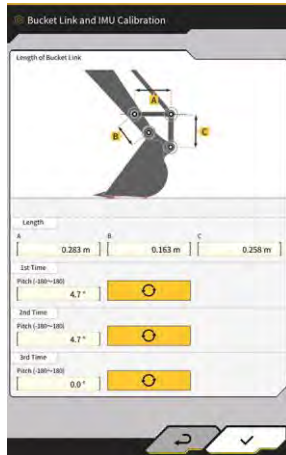 Bucket Link and IMU Calibration
Length of Bucket Link
A
B
C
Length
A B C
[ 0.283 m ] [ 0.163 m ] [ 0.258 m ]
1st Time
Pitch (-180~180)
[ 4.7 ° ]
2nd Time
Pitch (-180~180)
[ 4.7 ° ]
3rd Time
Pitch (-180~180)
[ 0.0 ° ]